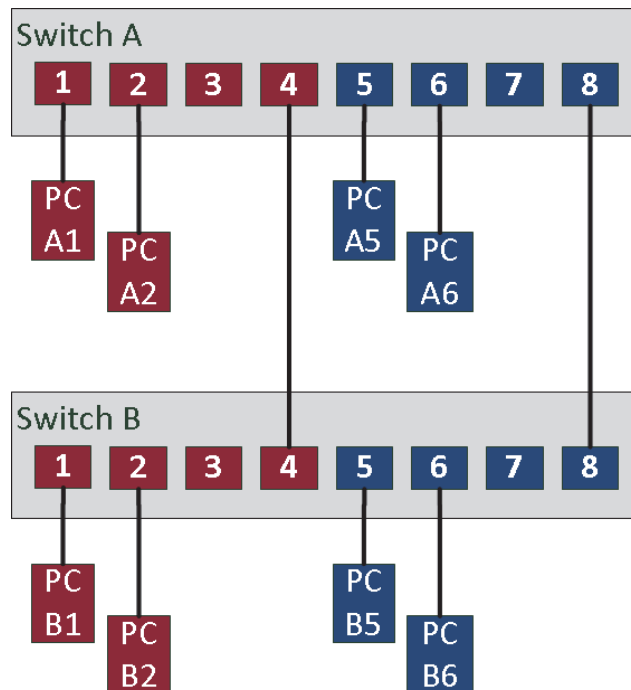 Switch A
1 2 3 4 5 6 7 8
PC
A1
PC
A2
PC
A5
PC
A6
Switch B
1 2 3 4 5 6 7 8
PC
B1
PC
B2
PC
B5
PC
B6